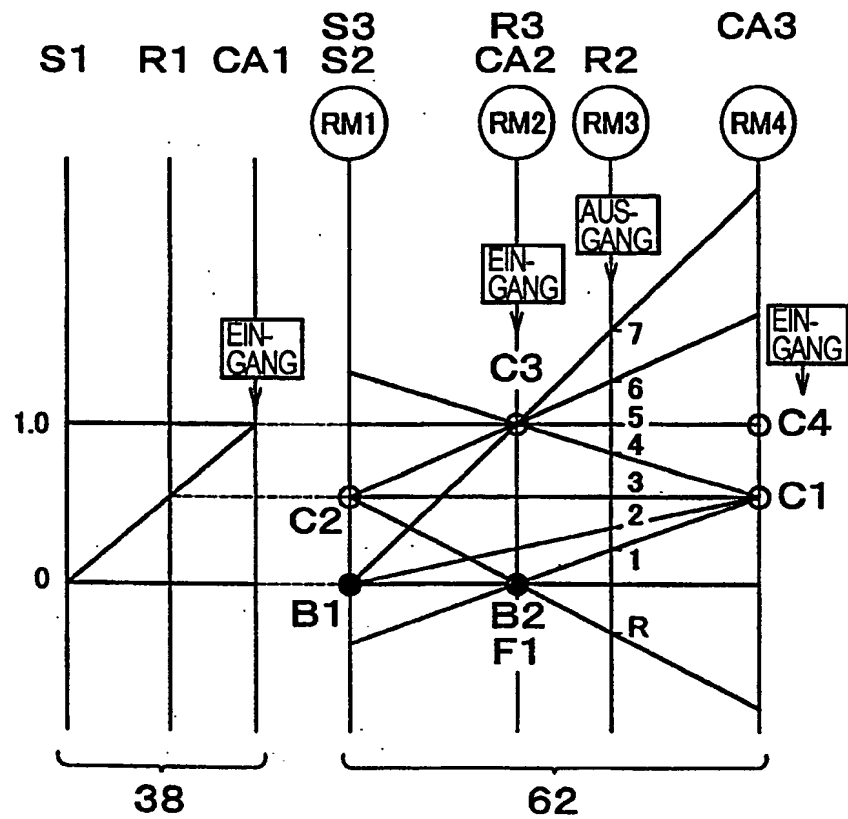 S3 R3 CA3
S1 R1 CA1 S2 CA2 R2
RM1 RM2 RM3 RM4
AUS-
GANG
EIN-
GANG
EIN-
GANG
EIN-
GANG
7
C3
6
1.0
5
C4
4
3
C1
C2
2
1
0
B1
B2
R
F1
38
62